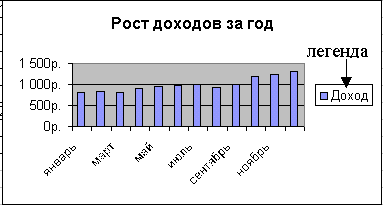 Рост доходов за год
легенда
1 500р.
1 000р.
500р.
0р.
Доход
январь
март
май
июль
сентябрь
ноябрь